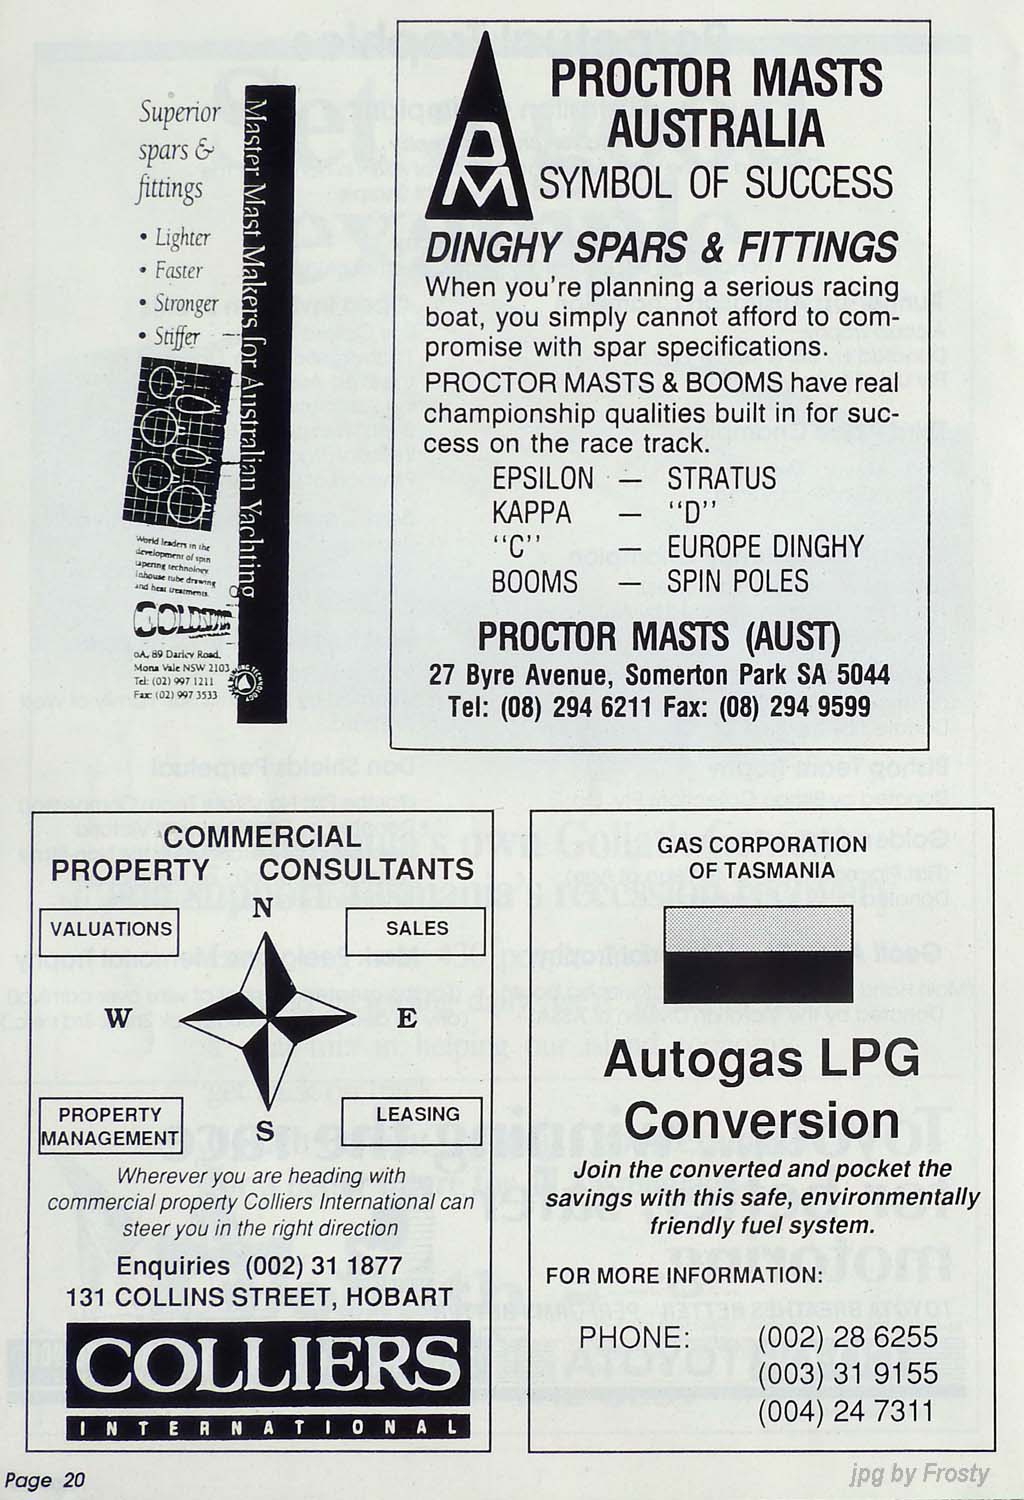 Superior
spars &
fittings
• Lighter
• Faster
• Stronger
• Stiffer
Master Mast Makers for Australian Yachting
World leaders in the
development of spin
tapering technology
inhouse tube drawing
and heat treatments.
GOLDSPAR
89 Darley Road,
Mona Vale NSW 2103
Tel: (02) 997 1211
Fax: (02) 997 3533
PM
PROCTOR MASTS
AUSTRALIA
SYMBOL OF SUCCESS
DINGHY SPARS & FITTINGS
When you're planning a serious racing
boat, you simply cannot afford to com-
promise with spar specifications.
PROCTOR MASTS & BOOMS have real
championship qualities built in for suc-
cess on the race track.
EPSILON — STRATUS
KAPPA — "D"
"C" — EUROPE DINGHY
BOOMS — SPIN POLES
PROCTOR MASTS (AUST)
27 Byre Avenue, Somerton Park SA 5044
Tel: (08) 294 6211 Fax: (08) 294 9599
COMMERCIAL
PROPERTY CONSULTANTS
VALUATIONS
N
SALES
W
E
PROPERTY
MANAGEMENT
S
LEASING
Wherever you are heading with
commercial property Colliers International can
steer you in the right direction
Enquiries (002) 31 1877
131 COLLINS STREET, HOBART
COLLIERS
INTERNATIONAL
GAS CORPORATION
OF TASMANIA
Autogas LPG
Conversion
Join the converted and pocket the
savings with this safe, environmentally
friendly fuel system.
FOR MORE INFORMATION:
PHONE: (002) 28 6255
(003) 31 9155
(004) 24 7311
Page 20
jpg by Frosty